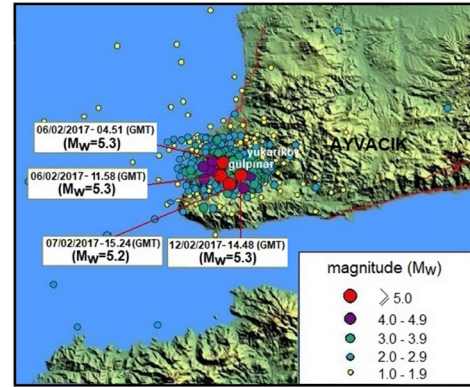 06/02/2017-04.51 (GMT)
(Mw=5.3)
yukarıköy
gülpınar
AYVACIK
06/02/2017-11.58 (GMT)
(Mw=5.3)
07/02/2017-15.24 (GMT)
(Mw=5.2)
12/02/2017-14.48 (GMT)
(Mw=5.3)
magnitude (Mw)
⩾ 5.0
4.0 - 4.9
3.0 - 3.9
2.0 - 2.9
1.0 - 1.9